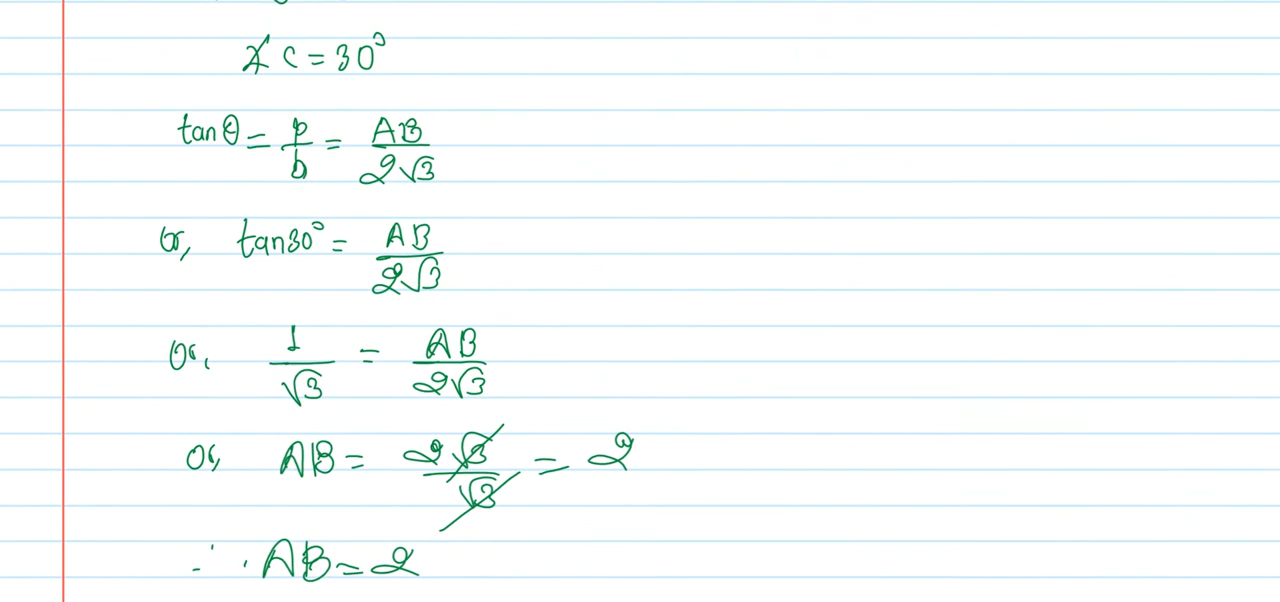 ∠C = 30°
tanθ = p/b = AB/2√3
or, tan30° = AB/2√3
or, 1/√3 = AB/2√3
or, AB = 2√3/√3 = 2
∴ AB = 2